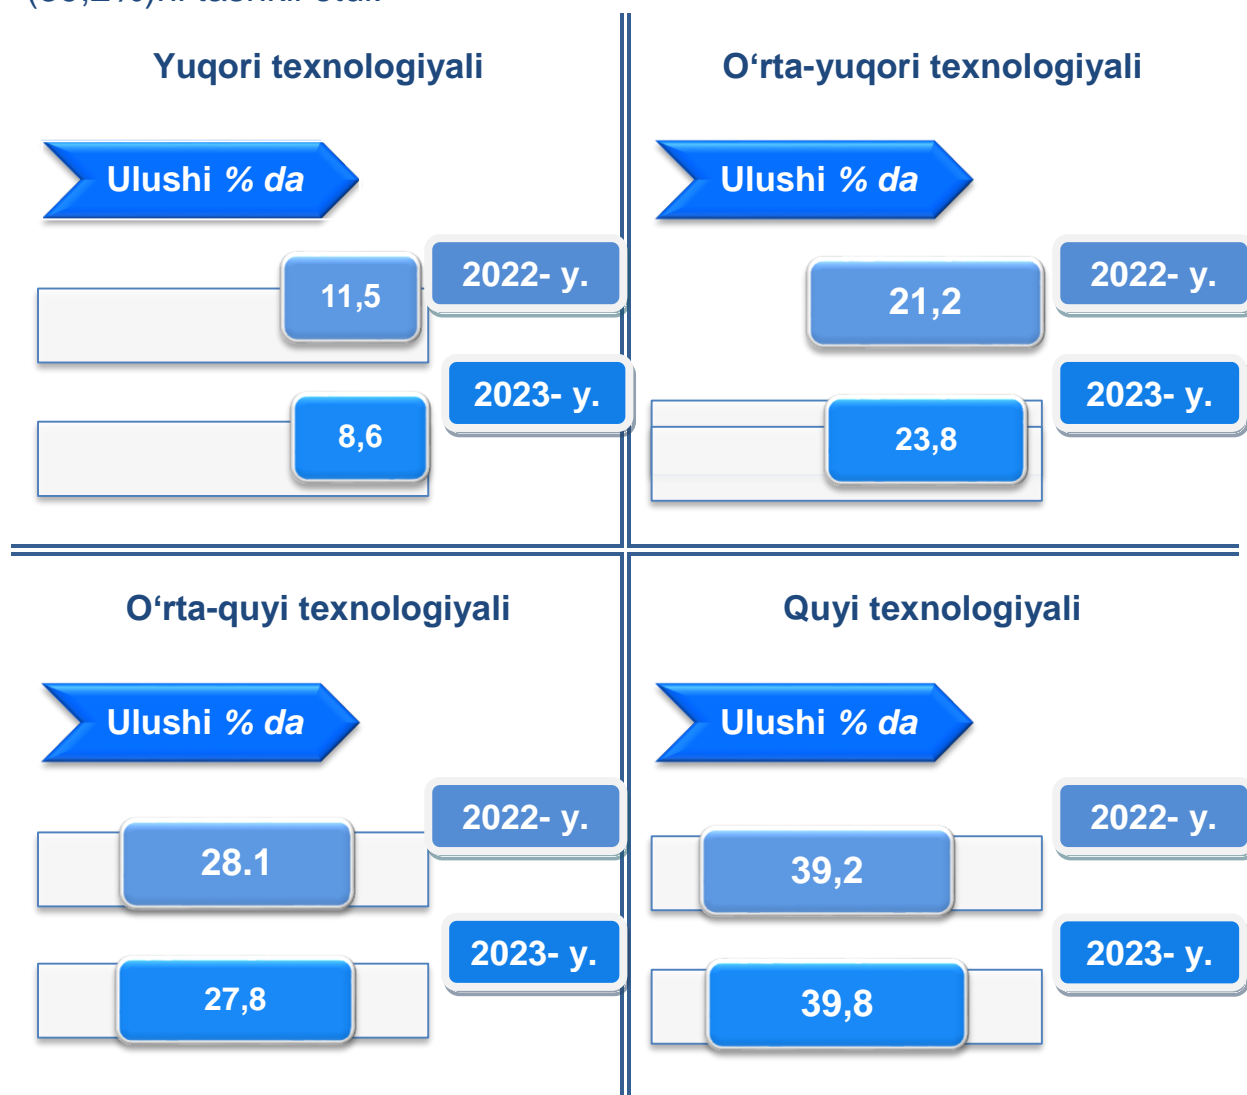 Yuqori texnologiyali
Ulushi % da
11,5
2022- y.
8,6
2023- y.
O‘rta-yuqori texnologiyali
Ulushi % da
21,2
2022- y.
23,8
2023- y.
O‘rta-quyi texnologiyali
Ulushi % da
28.1
2022- y.
27,8
2023- y.
Quyi texnologiyali
Ulushi % da
39,2
2022- y.
39,8
2023- y.